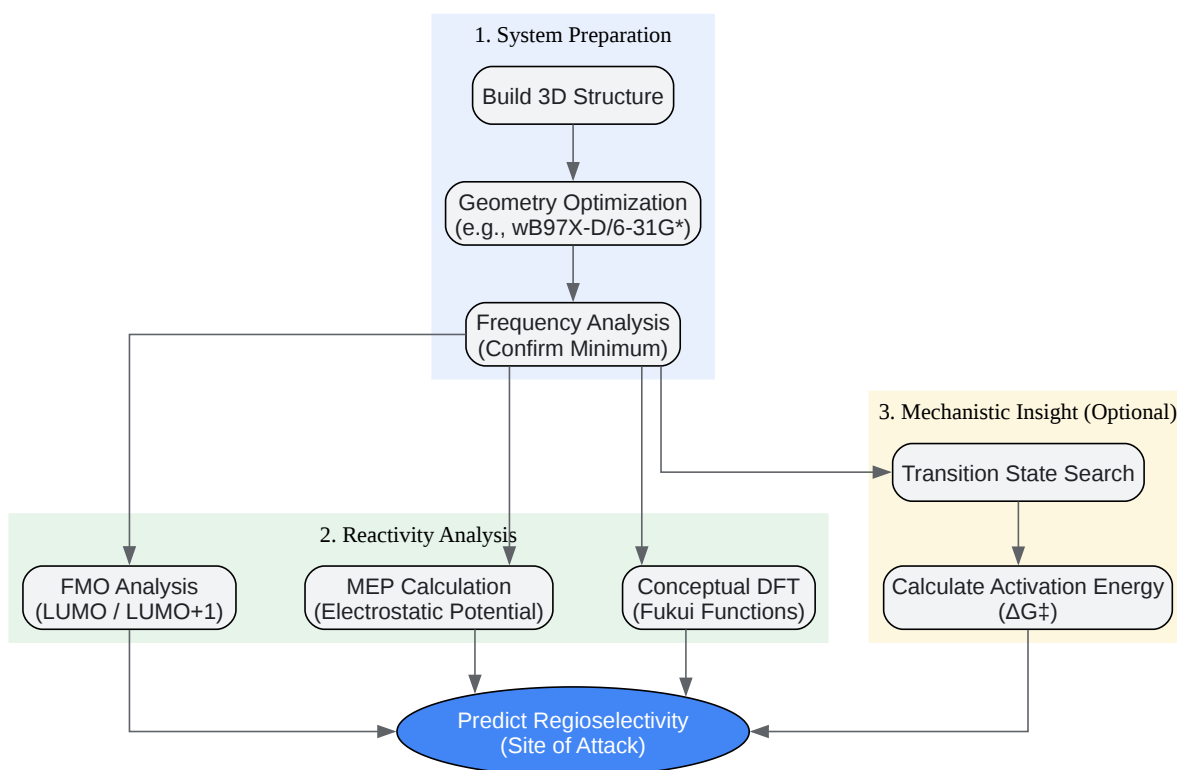 1. System Preparation
Build 3D Structure
Geometry Optimization
(e.g., wB97X-D/6-31G*)
Frequency Analysis
(Confirm Minimum)
3. Mechanistic Insight (Optional)
Transition State Search
2. Reactivity Analysis
FMO Analysis
(LUMO / LUMO+1)
MEP Calculation
(Electrostatic Potential)
Conceptual DFT
(Fukui Functions)
Calculate Activation Energy
(ΔG‡)
Predict Regioselectivity
(Site of Attack)